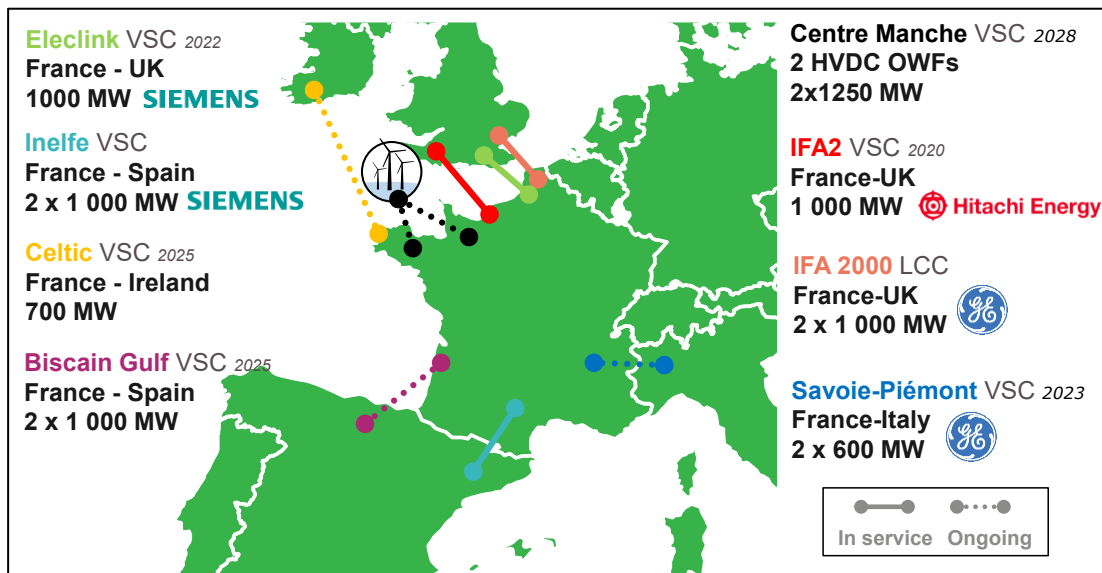 Eleclink VSC 2022
France - UK
1000 MW SIEMENS
Inelfe VSC
France - Spain
2 x 1 000 MW SIEMENS
Celtic VSC 2025
France - Ireland
700 MW
Biscain Gulf VSC 2025
France - Spain
2 x 1 000 MW
Centre Manche VSC 2028
2 HVDC OWFs
2x1250 MW
IFA2 VSC 2020
France-UK
1 000 MW Hitachi Energy
IFA 2000 LCC
France-UK
2 x 1 000 MW GE
Savoie-Piémont VSC 2023
France-Italy
2 x 600 MW GE
In service Ongoing